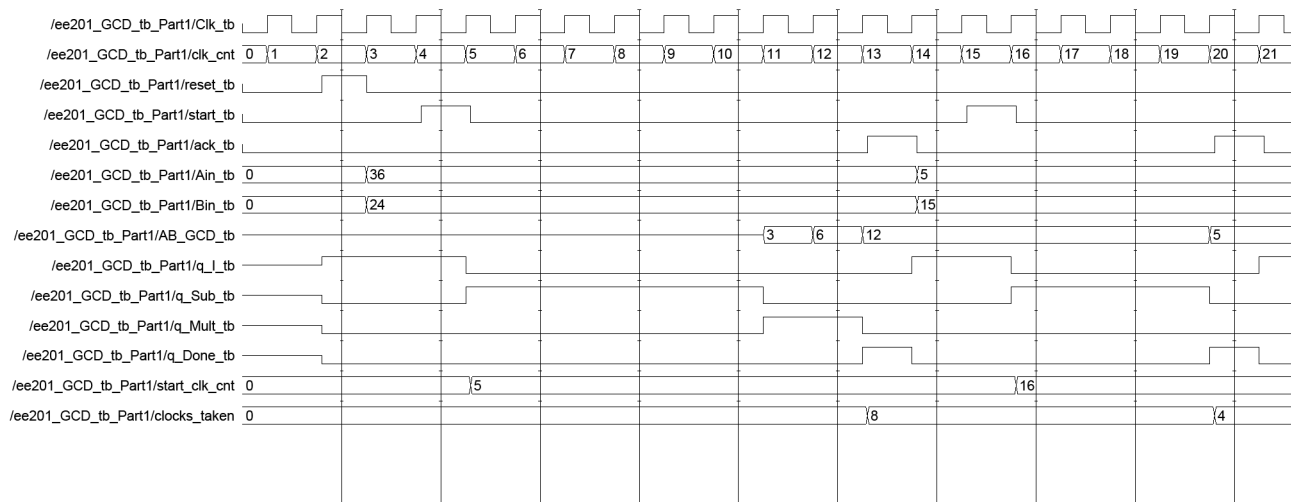 /ee201_GCD_tb_Part1/Clk_tb
/ee201_GCD_tb_Part1/clk_cnt 0 1 2 3 4 5 6 7 8 9 10 11 12 13 14 15 16 17 18 19 20 21
/ee201_GCD_tb_Part1/reset_tb
/ee201_GCD_tb_Part1/start_tb
/ee201_GCD_tb_Part1/ack_tb
/ee201_GCD_tb_Part1/Ain_tb 0 36 5
/ee201_GCD_tb_Part1/Bin_tb 0 24 15
/ee201_GCD_tb_Part1/AB_GCD_tb 3 6 12 5
/ee201_GCD_tb_Part1/q_I_tb
/ee201_GCD_tb_Part1/q_Sub_tb
/ee201_GCD_tb_Part1/q_Mult_tb
/ee201_GCD_tb_Part1/q_Done_tb
/ee201_GCD_tb_Part1/start_clk_cnt 0 5 16
/ee201_GCD_tb_Part1/clocks_taken 0 8 4